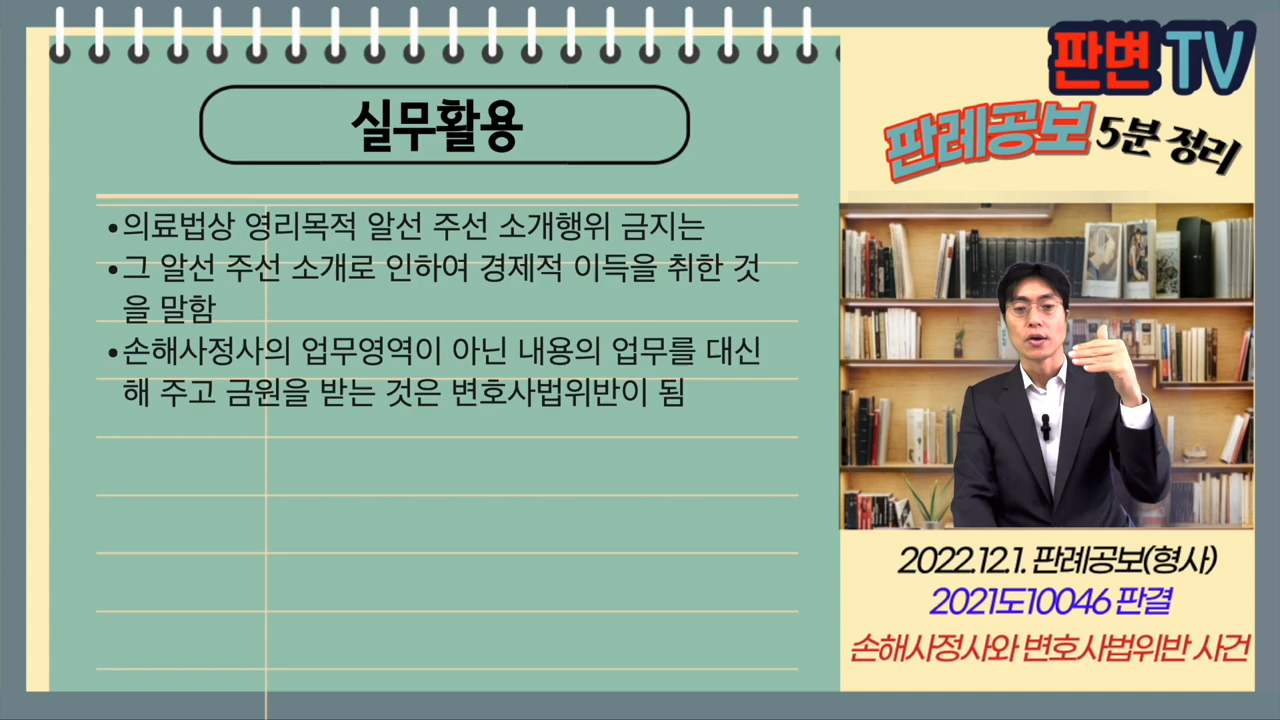 실무활용
•의료법상 영리목적 알선 주선 소개행위 금지는
•그 알선 주선 소개로 인하여 경제적 이득을 취한 것
을 말함
•손해사정사의 업무영역이 아닌 내용의 업무를 대신
해 주고 금원을 받는 것은 변호사법위반이 됨
판변 TV
판례공보 5분 정리
2022.12.1. 판례공보(형사)
2021도10046 판결
손해사정사와 변호사법위반 사건